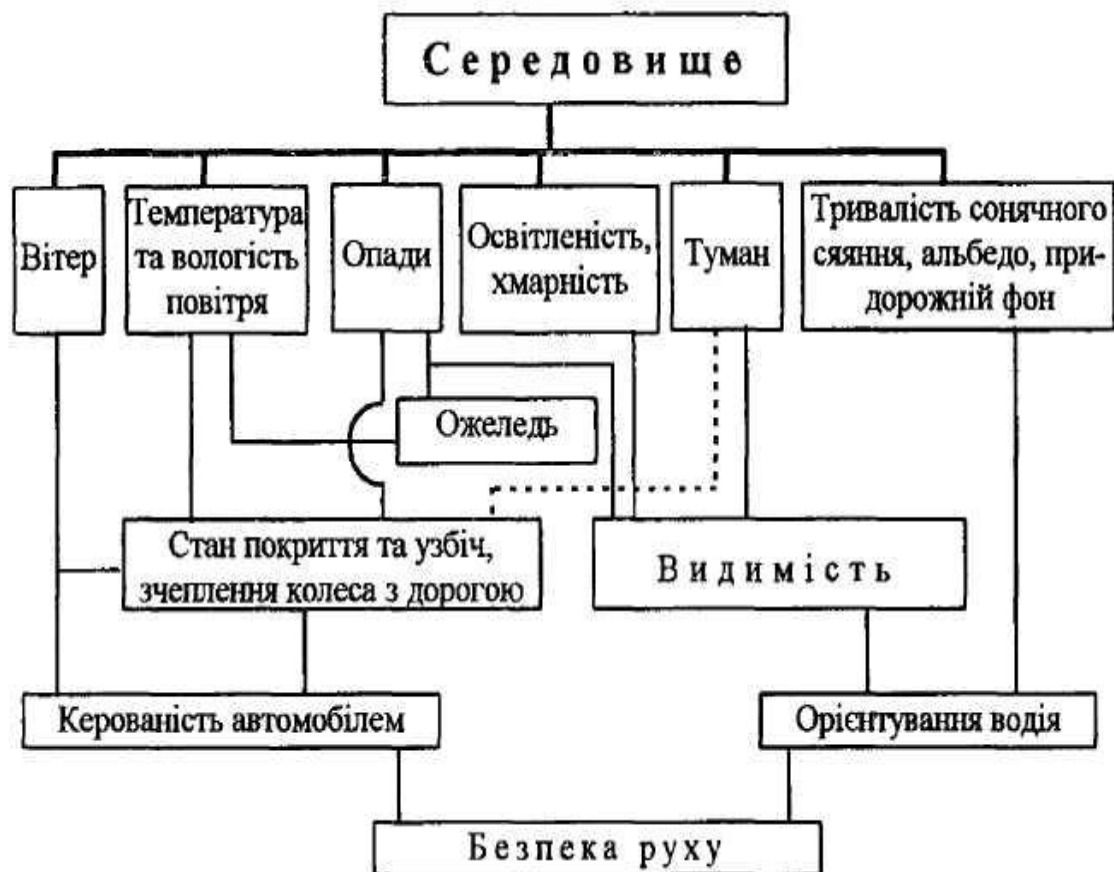 Середовище
Вітер
Температура
та вологість
повітря
Опади
Освітленість,
хмарність
Туман
Тривалість сонячного
сяяння, альбедо, при-
дорожній фон
Ожеледь
Стан покриття та узбіч,
зчеплення колеса з дорогою
Видимість
Керованість автомобілем
Орієнтування водія
Безпека руху